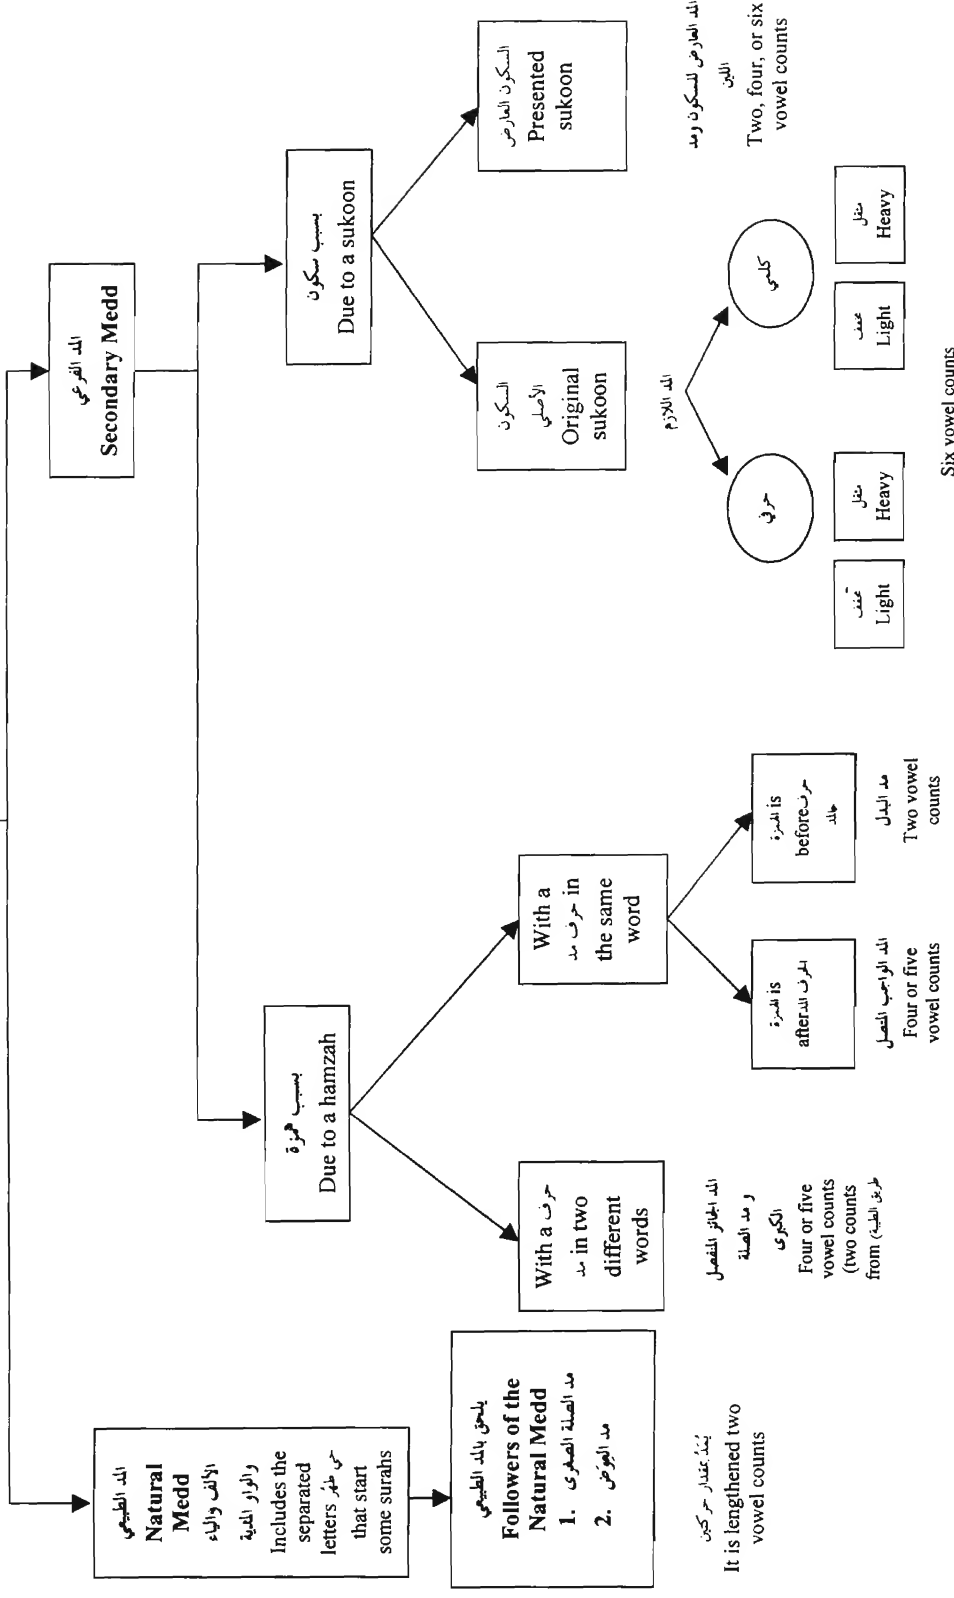 المد الفرعي
Secondary Medd
بسبب سكون
Due to a sukoon
السكون العارض
Presented
sukoon
المد العارض للسكون ومد
اللين
Two, four, or six
vowel counts
السكون
الأصلي
Original
sukoon
المد اللازم
كلمي
مثقل
Heavy
مخفف
Light
حرفي
مثقل
Heavy
مخفف
Light
Six vowel counts
بسبب همزة
Due to a hamzah
With a
حرف مد in
the same
word
الهمزة is
before حرف
المد
مد البدل
Two vowel
counts
الهمزة is
after الحرف المد
المد الواجب المتصل
Four or five
vowel counts
With a حرف
مد in two
different
words
المد الجائز المنفصل
و مد الصلة
الكبرى
Four or five
vowel counts
(two counts
from (طريق الطيبة
المد الطبيعي
Natural
Medd
الألف والياء
والواو المدية
Includes the
separated
letters حي طهر
that start
some surahs
يلحق بالمد الطبيعي
Followers of the
Natural Medd
1. مد الصلة الصغرى
2. مد العِوَض
يُمَدُّ بمقدار حركتين
It is lengthened two
vowel counts